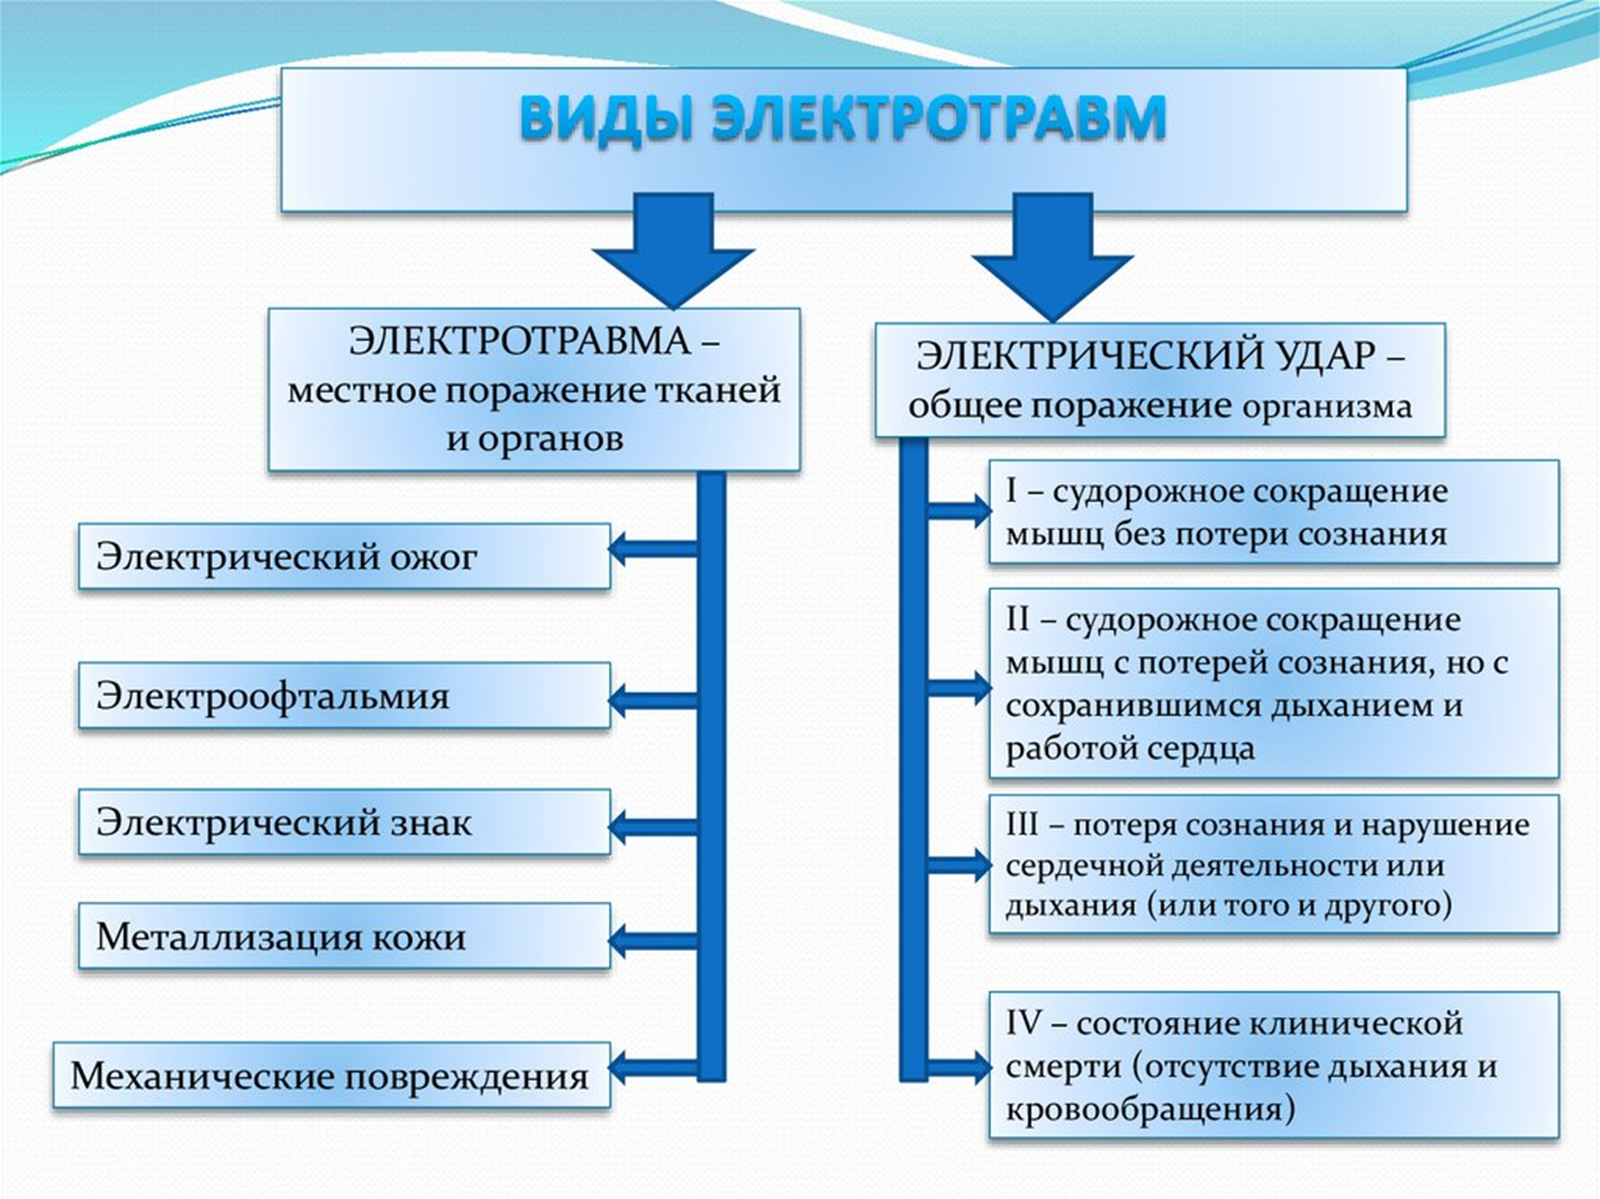 ВИДЫ ЭЛЕКТРОТРАВМ
ЭЛЕКТРОТРАВМА –
местное поражение тканей
и органов
Электрический ожог
Электроофтальмия
Электрический знак
Металлизация кожи
Механические повреждения
ЭЛЕКТРИЧЕСКИЙ УДАР –
общее поражение организма
I – судорожное сокращение
мышц без потери сознания
II – судорожное сокращение
мышц с потерей сознания, но с
сохранившимся дыханием и
работой сердца
III – потеря сознания и нарушение
сердечной деятельности или
дыхания (или того и другого)
IV – состояние клинической
смерти (отсутствие дыхания и
кровообращения)